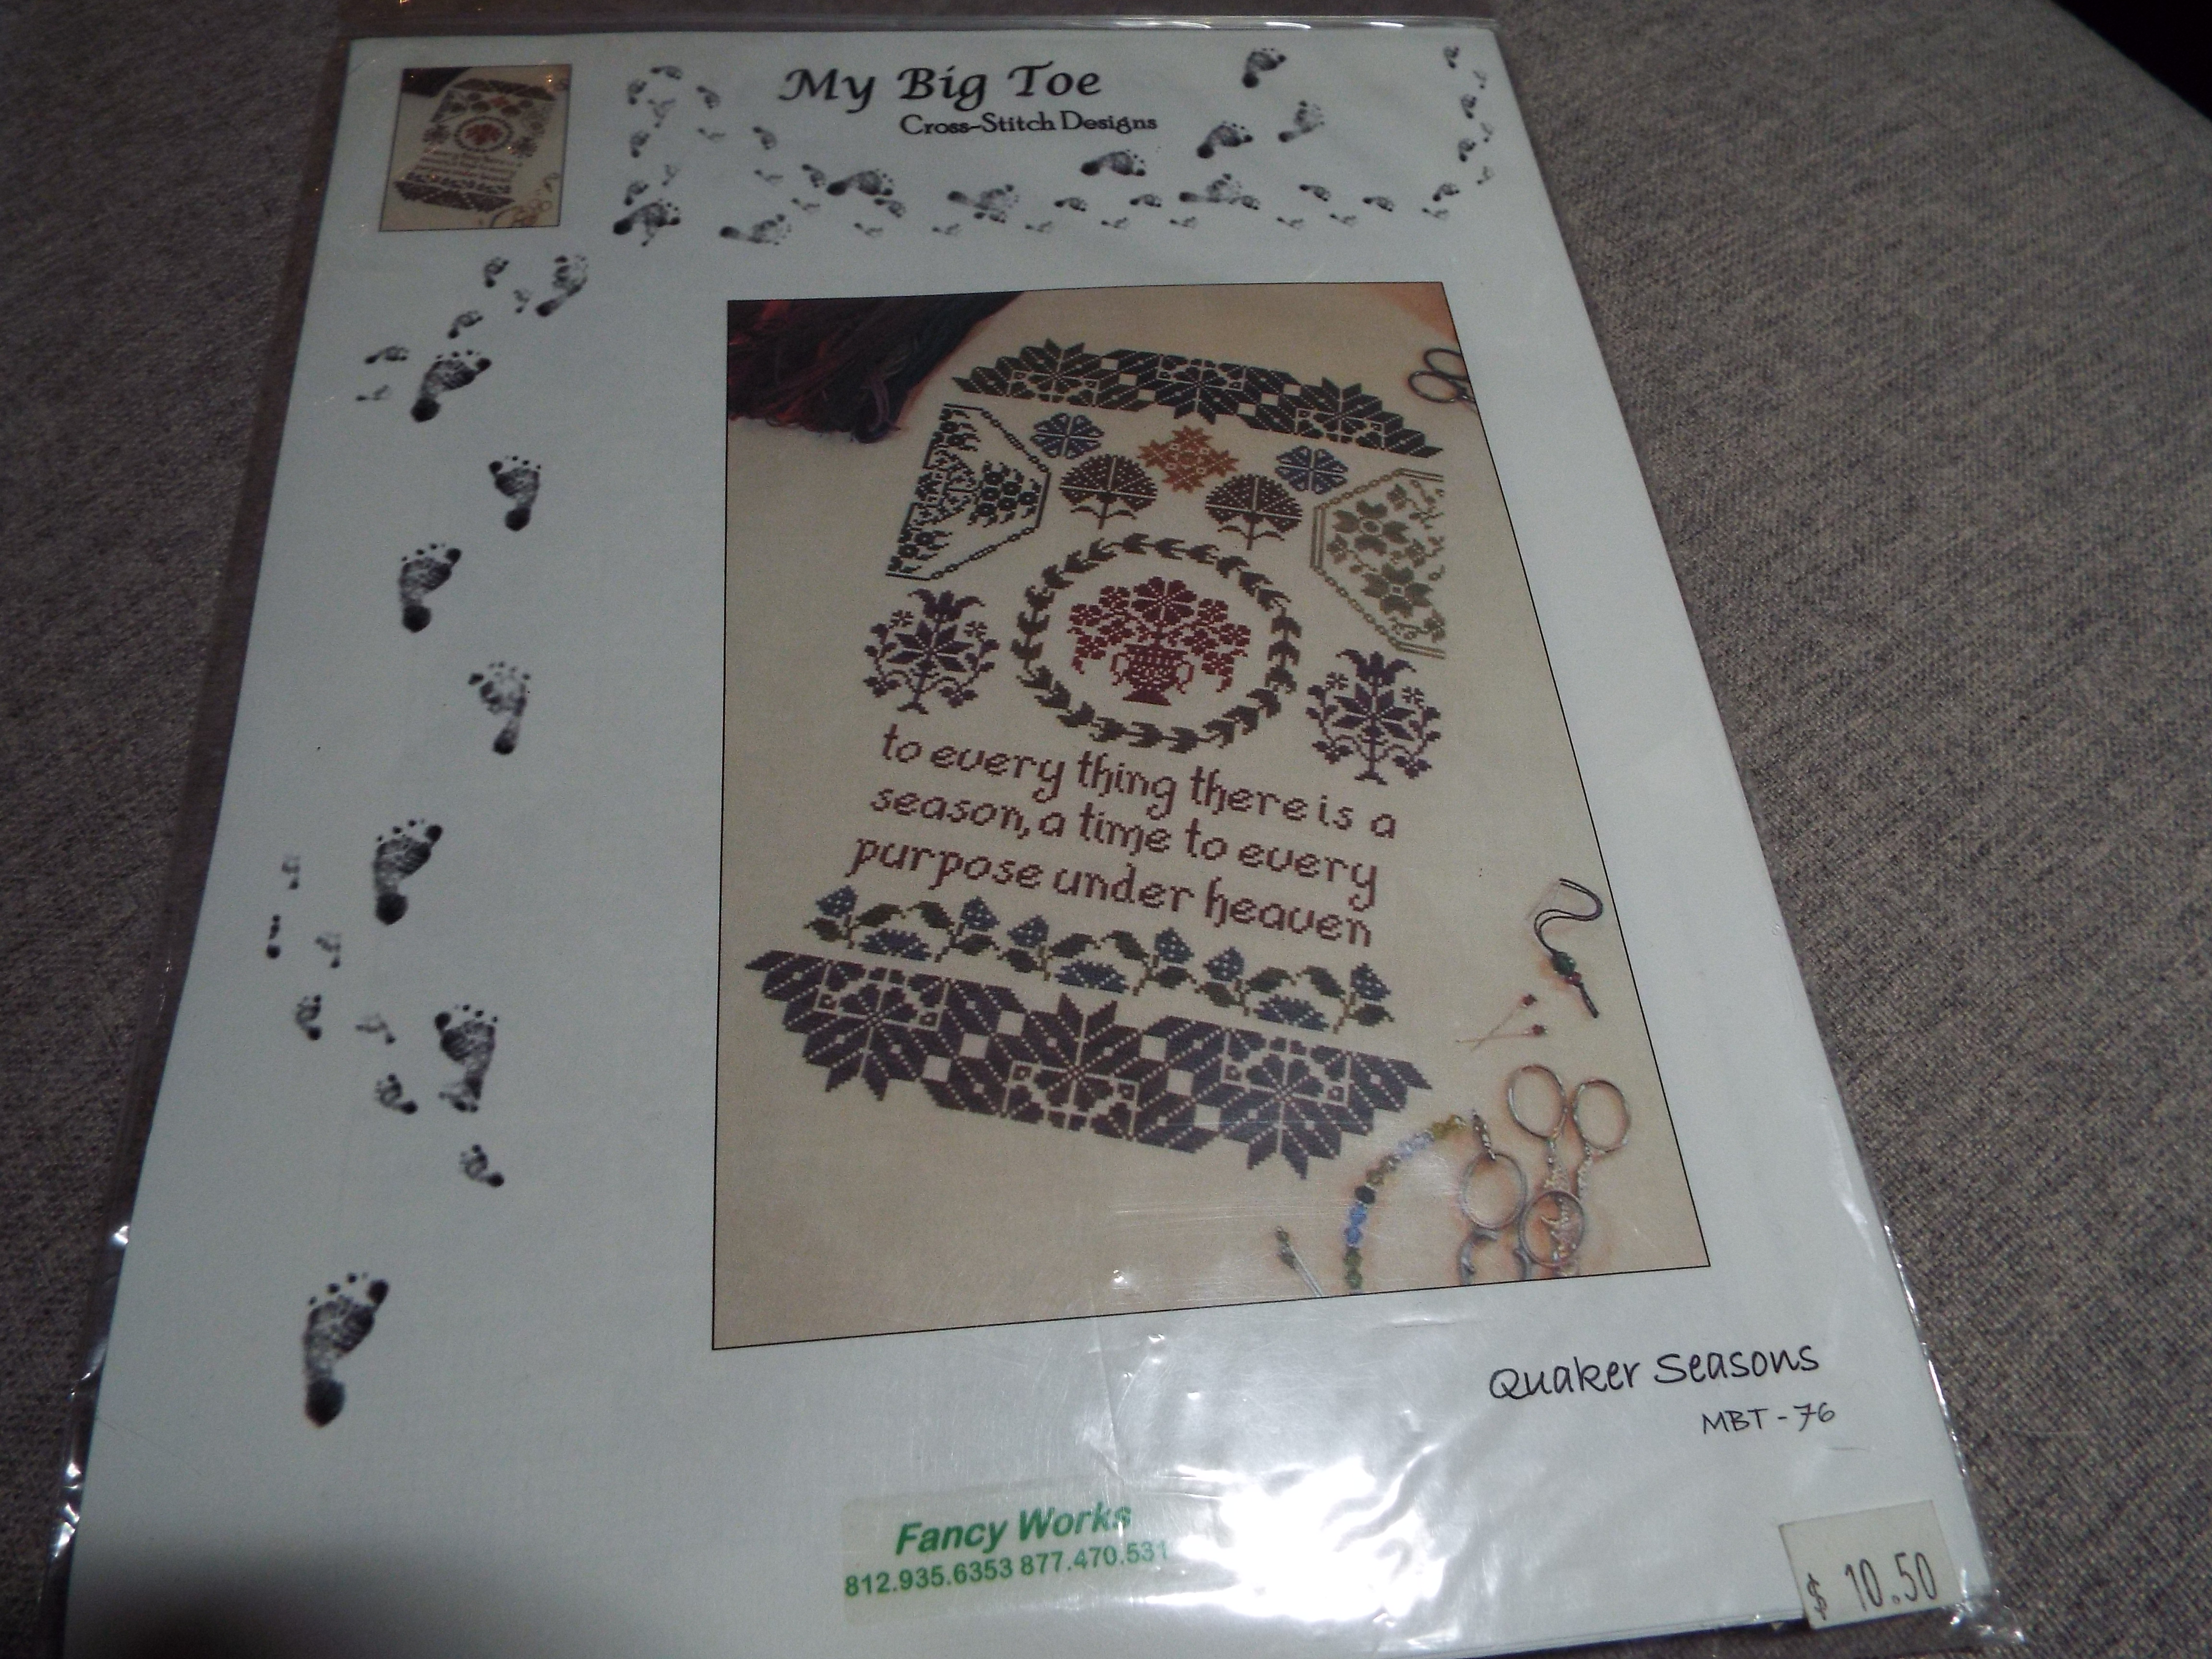 My Big Toe
Cross-Stitch Designs
to every thing there is a
season, a time to every
purpose under heaven
Quaker Seasons
MBT - 76
Fancy Works
812.935.6353 877.470.531
$ 10.50